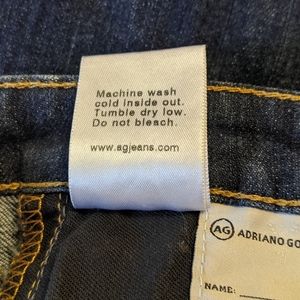 Machine wash
cold inside out.
Tumble dry low.
Do not bleach.
www.agjeans.com
AG ADRIANO GO
NAME: